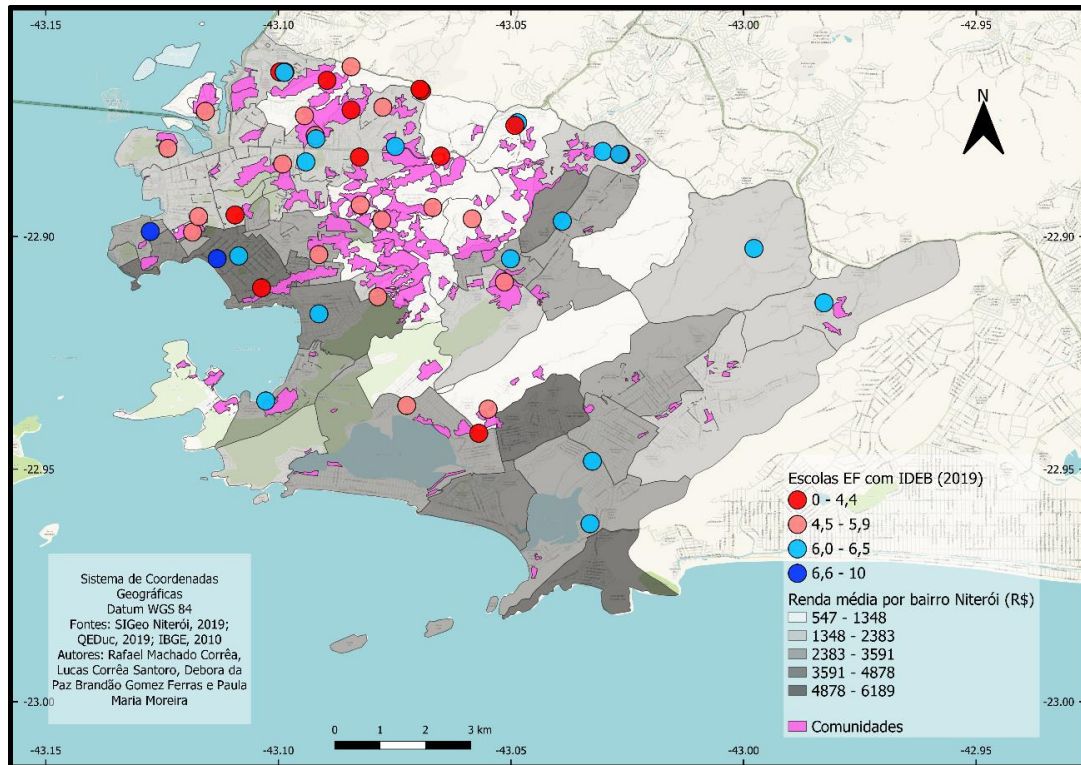 -43.15 -43.10 -43.05 -43.00 -42.95
N
-22.90 -22.90
-22.95 -22.95
-23.00 -23.00
Escolas EF com IDEB (2019)
0 - 4,4
4,5 - 5,9
6,0 - 6,5
6,6 - 10
Renda média por bairro Niterói (R$)
547 - 1348
1348 - 2383
2383 - 3591
3591 - 4878
4878 - 6189
Comunidades
Sistema de Coordenadas
Geográficas
Datum WGS 84
Fontes: SIGeo Niterói, 2019;
QEDuc, 2019; IBGE, 2010
Autores: Rafael Machado Corrêa,
Lucas Corrêa Santoro, Debora da
Paz Brandão Gomez Ferras e Paula
Maria Moreira
0 1 2 3 km
-43.15 -43.10 -43.05 -43.00 -42.95